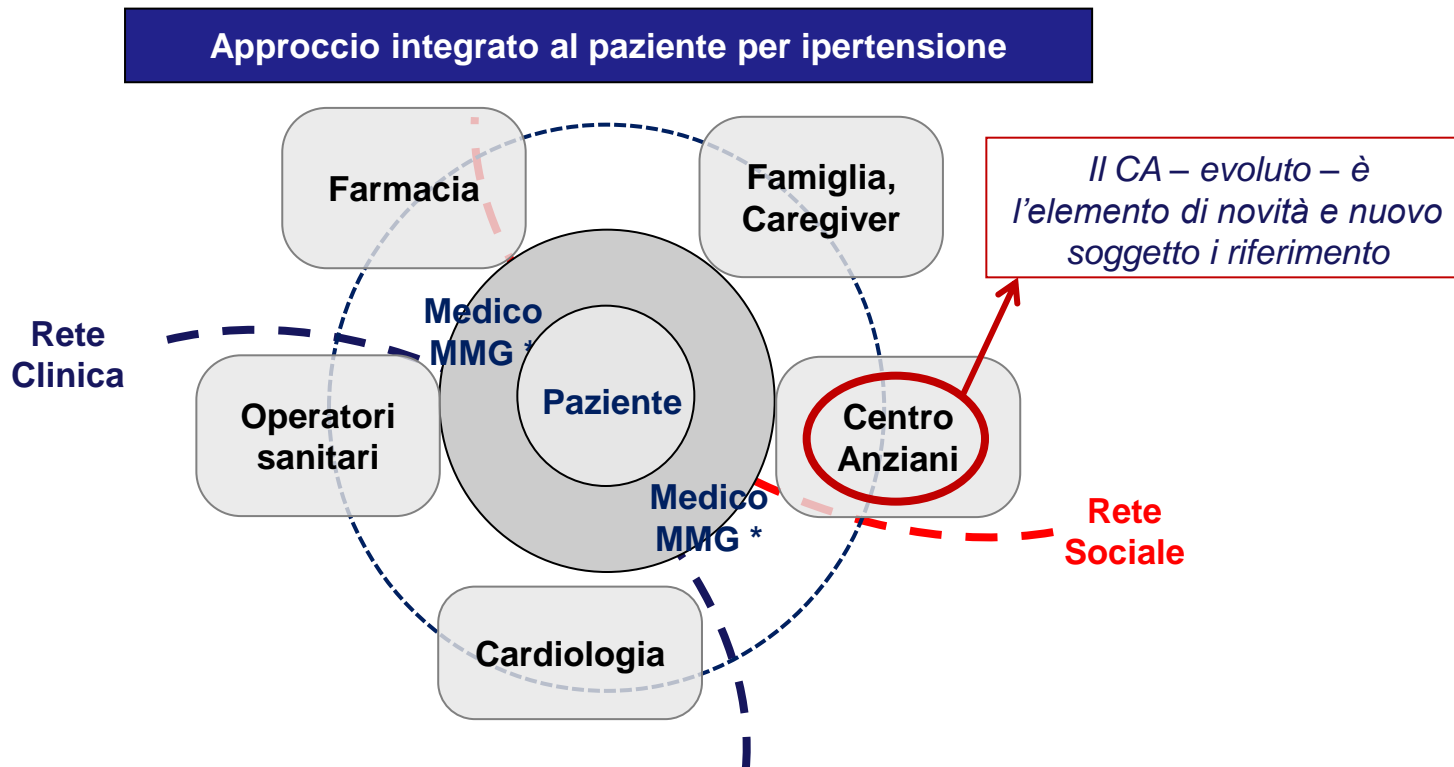 Approccio integrato al paziente per ipertensione
Farmacia
Famiglia,
Caregiver
Il CA – evoluto – è
l’elemento di novità e nuovo
soggetto i riferimento
Rete
Clinica
Medico
MMG *
Operatori
sanitari
Paziente
Centro
Anziani
Medico
MMG *
Rete
Sociale
Cardiologia